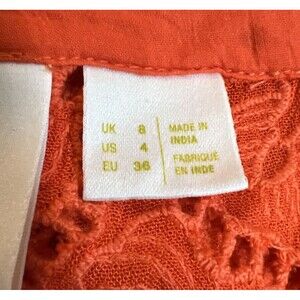 UK 8
US 4
EU 36
MADE IN
INDIA
FABRIQUE
EN INDE